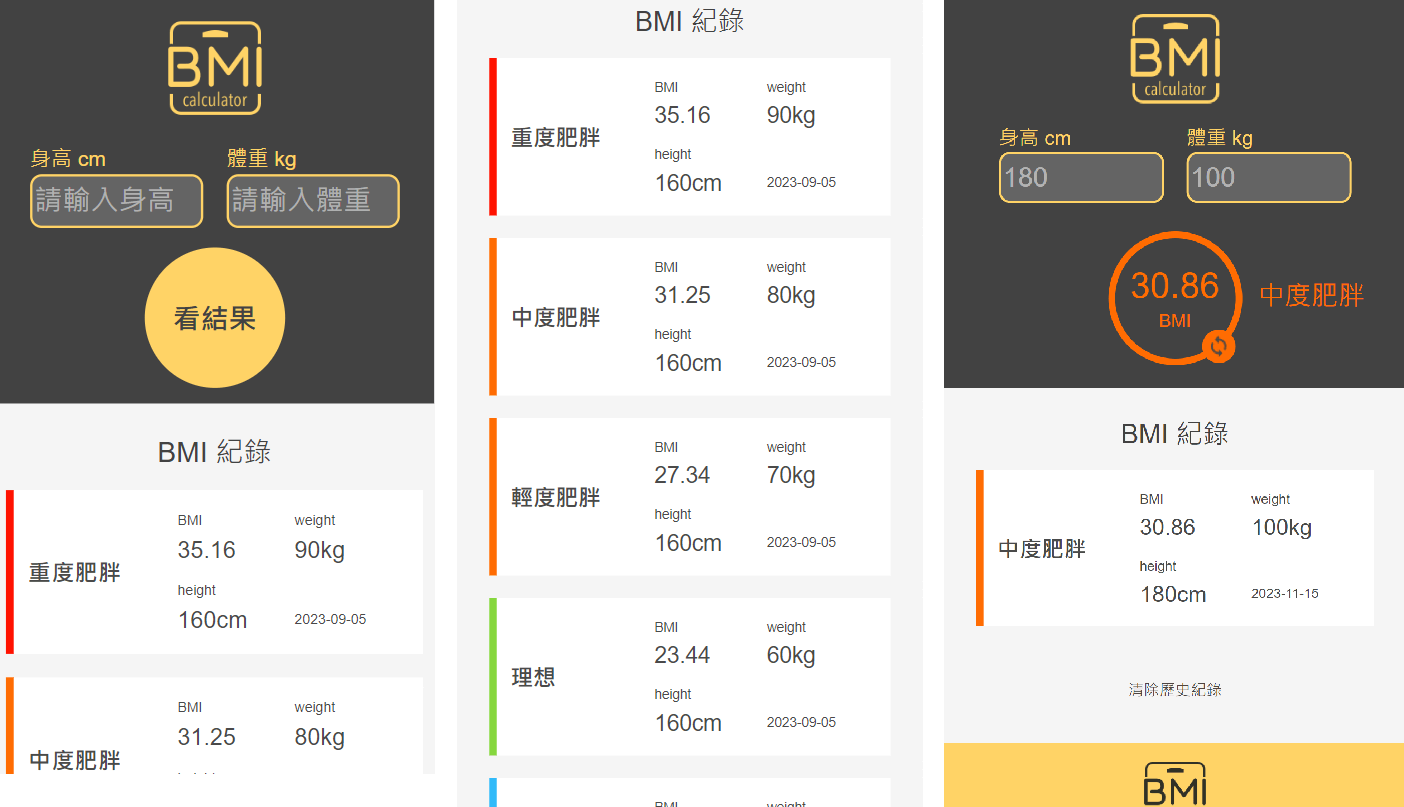 BMI
calculator
身高 cm
體重 kg
請輸入身高
請輸入體重
看結果
BMI 紀錄
重度肥胖
BMI
35.16
weight
90kg
height
160cm
2023-09-05
中度肥胖
BMI
31.25
weight
80kg
BMI 紀錄
重度肥胖
BMI
35.16
weight
90kg
height
160cm
2023-09-05
中度肥胖
BMI
31.25
weight
80kg
height
160cm
2023-09-05
輕度肥胖
BMI
27.34
weight
70kg
height
160cm
2023-09-05
理想
BMI
23.44
weight
60kg
height
160cm
2023-09-05
BMI
weight
BMI
calculator
身高 cm
體重 kg
180
100
30.86
BMI
中度肥胖
BMI 紀錄
中度肥胖
BMI
30.86
weight
100kg
height
180cm
2023-11-15
清除歷史紀錄
BMI